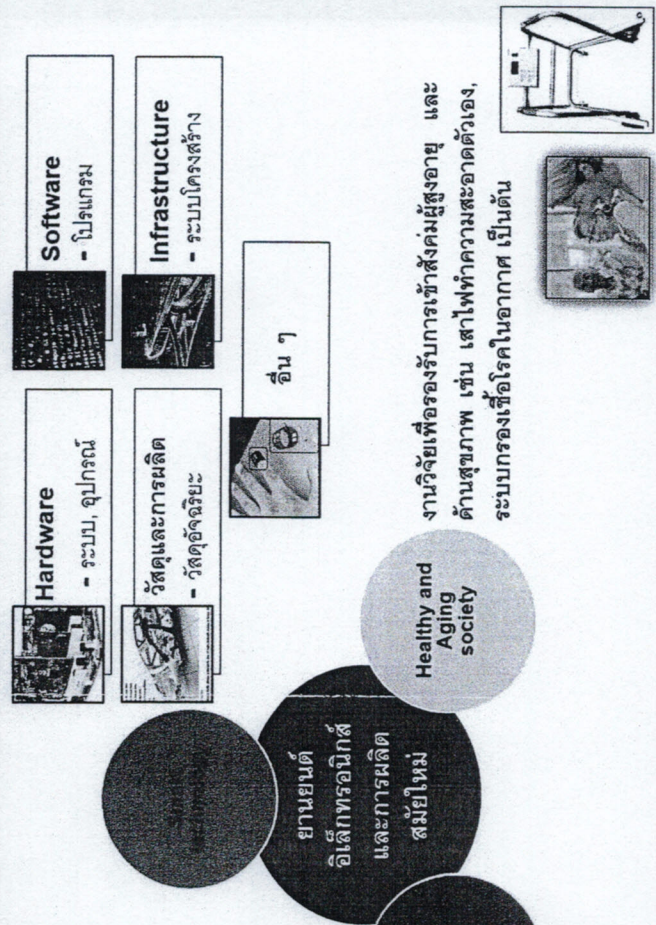 Hardware
- ระบบ, อุปกรณ์
Software
- โปรแกรม
วัสดุและการผลิต
- วัสดุอัจฉริยะ
Infrastructure
- ระบบโครงสร้าง
อื่น ๆ
ยานยนต์
อิเล็กทรอนิกส์
และการผลิต
สมัยใหม่
Healthy and
Aging
society
งานวิจัยเพื่อรองรับการเข้าสังคมผู้สูงอายุ และ
ด้านสุขภาพ เช่น เสาไฟทำความสะอาดตัวเอง,
ระบบกรองเชื้อโรคในอากาศ เป็นต้น